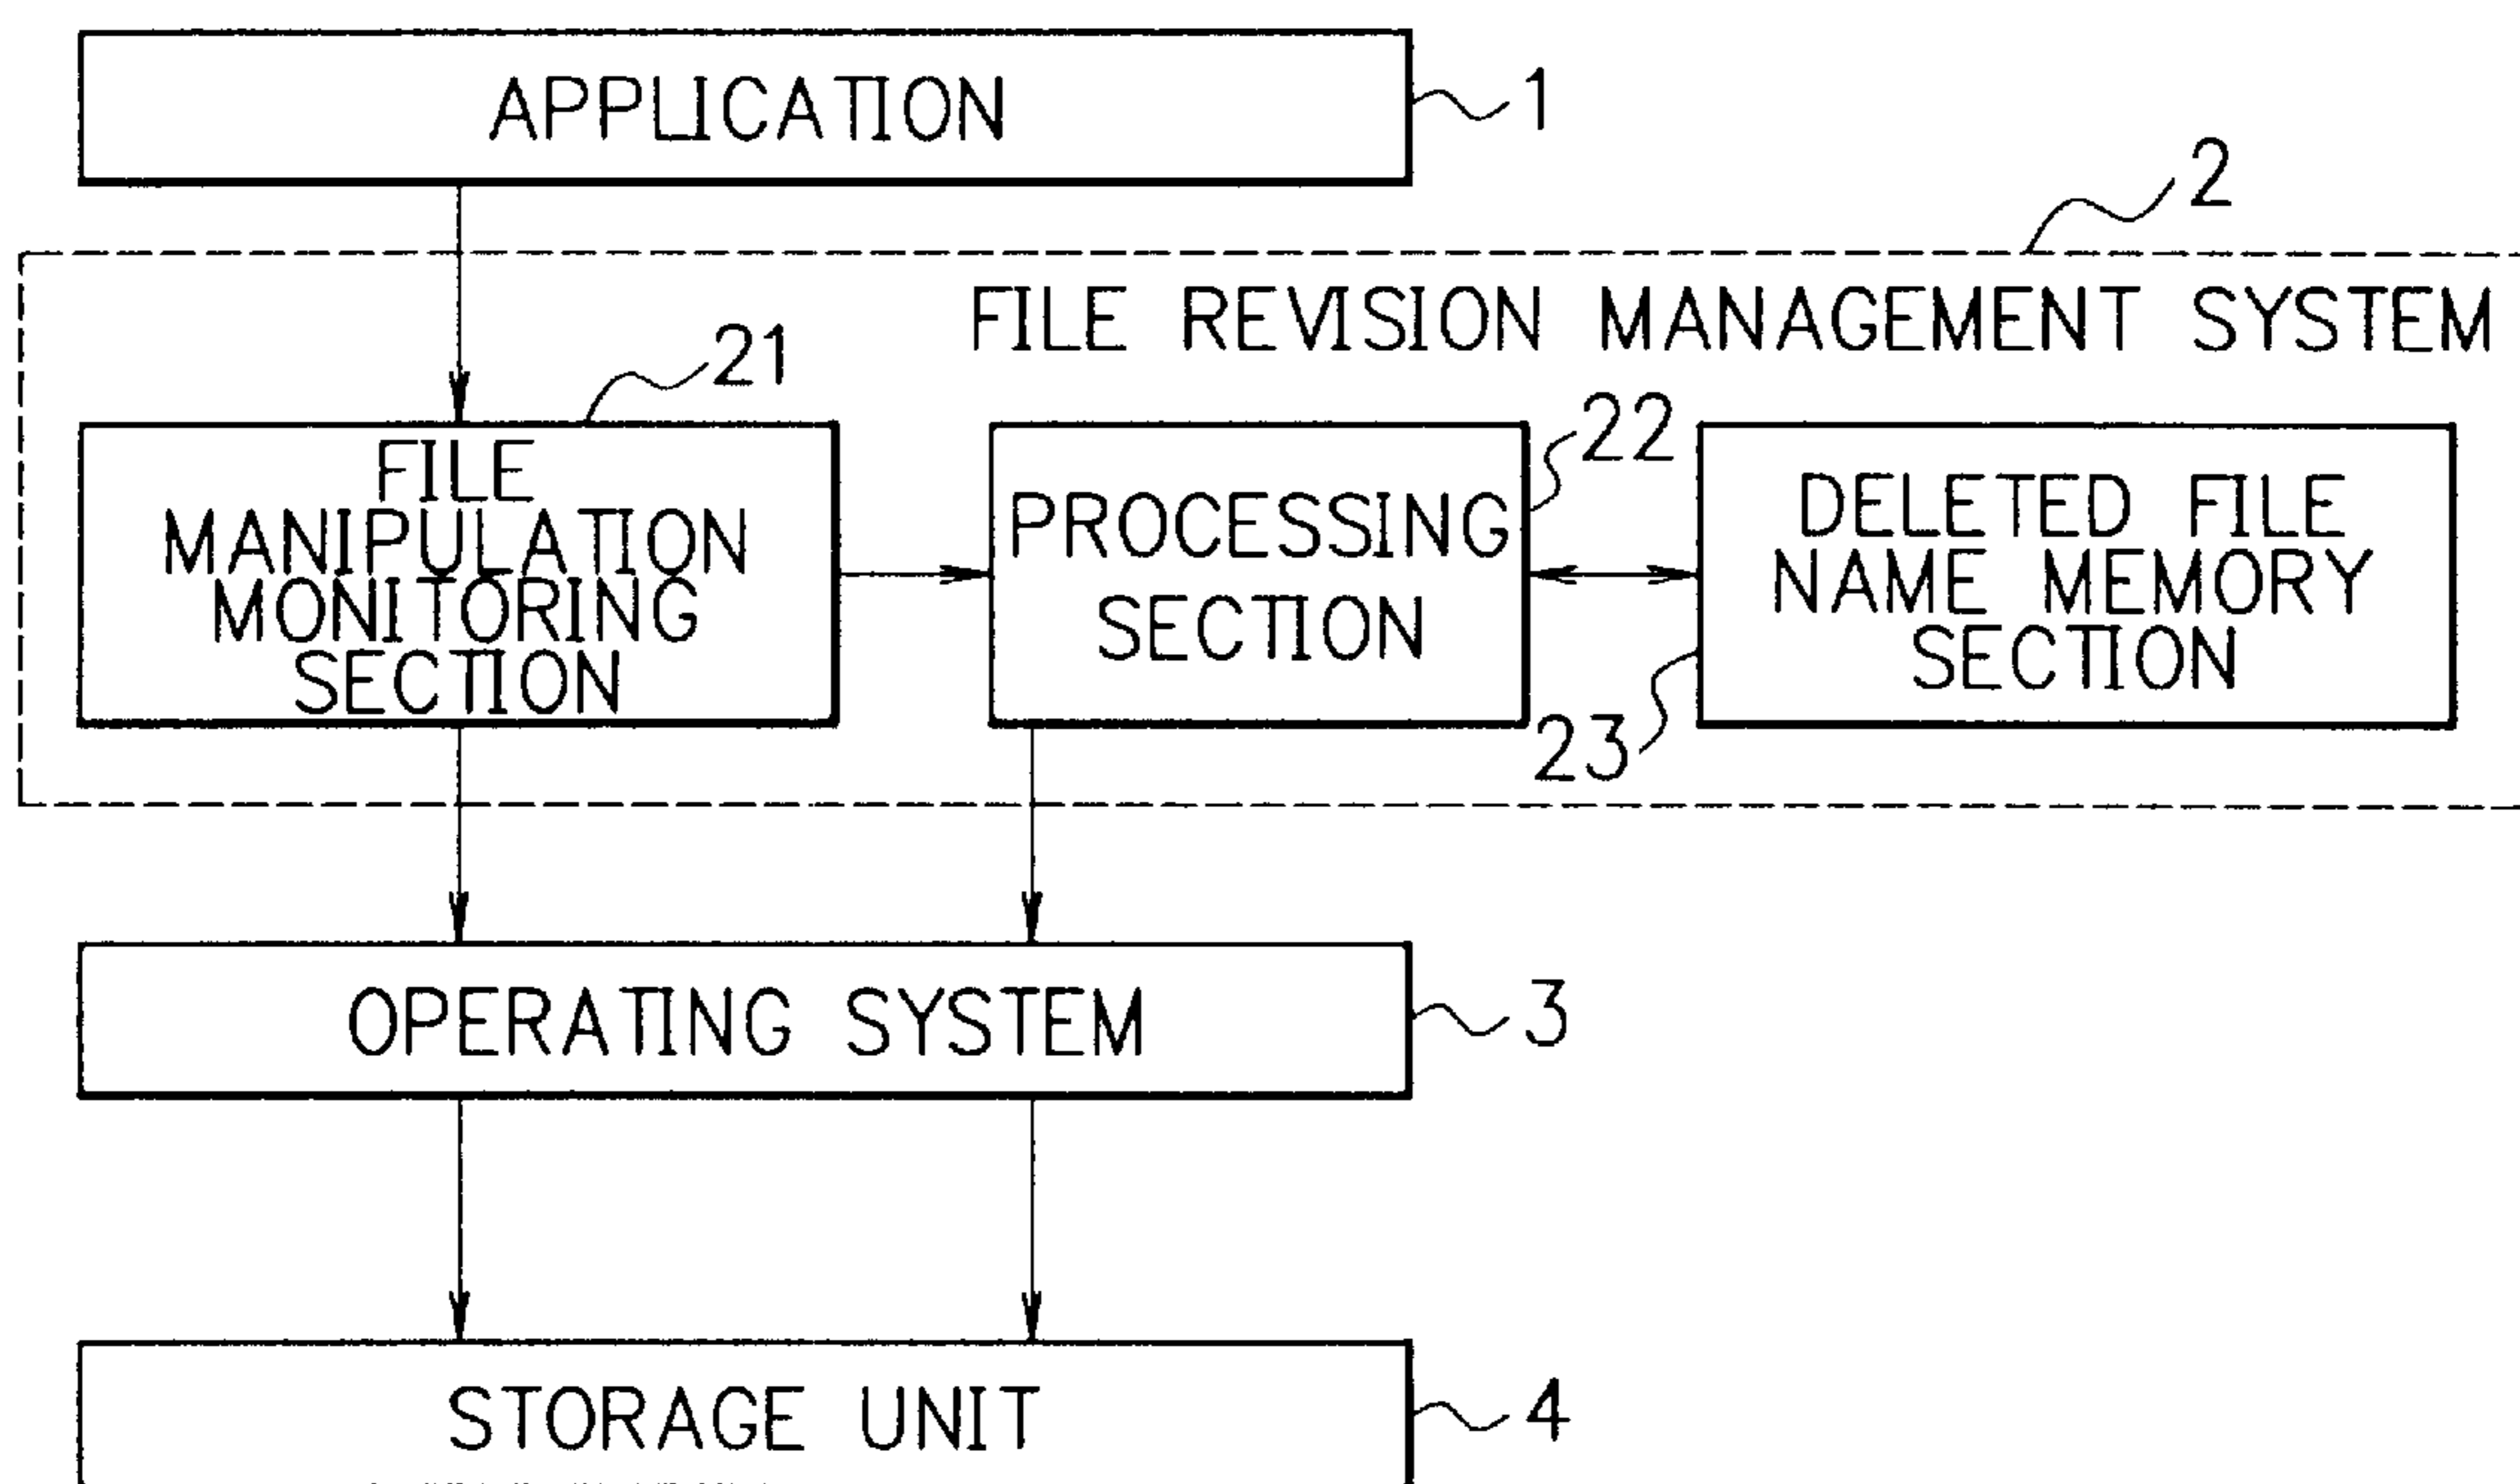 APPLICATION
1
2
FILE REVISION MANAGEMENT SYSTEM
21
FILE
MANIPULATION
MONITORING
SECTION
22
PROCESSING
SECTION
23
DELETED FILE
NAME MEMORY
SECTION
OPERATING SYSTEM
3
STORAGE UNIT
4